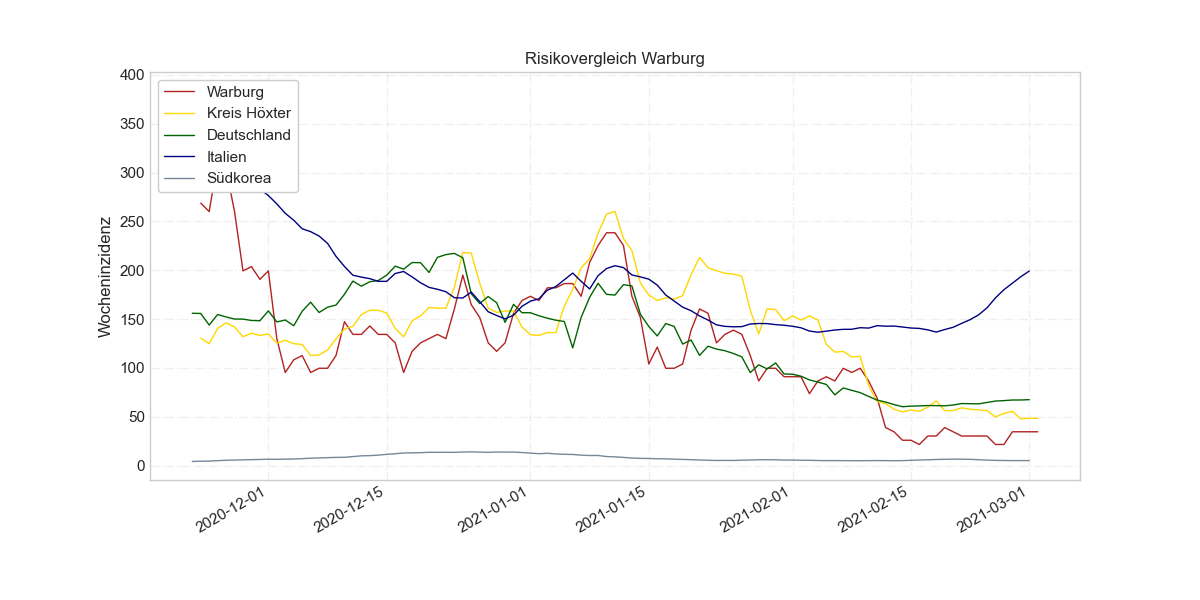 Risikovergleich Warburg
Wocheninzidenz
400
350
300
250
200
150
100
50
0
Warburg
Kreis Höxter
Deutschland
Italien
Südkorea
2020-12-01
2020-12-15
2021-01-01
2021-01-15
2021-02-01
2021-02-15
2021-03-01